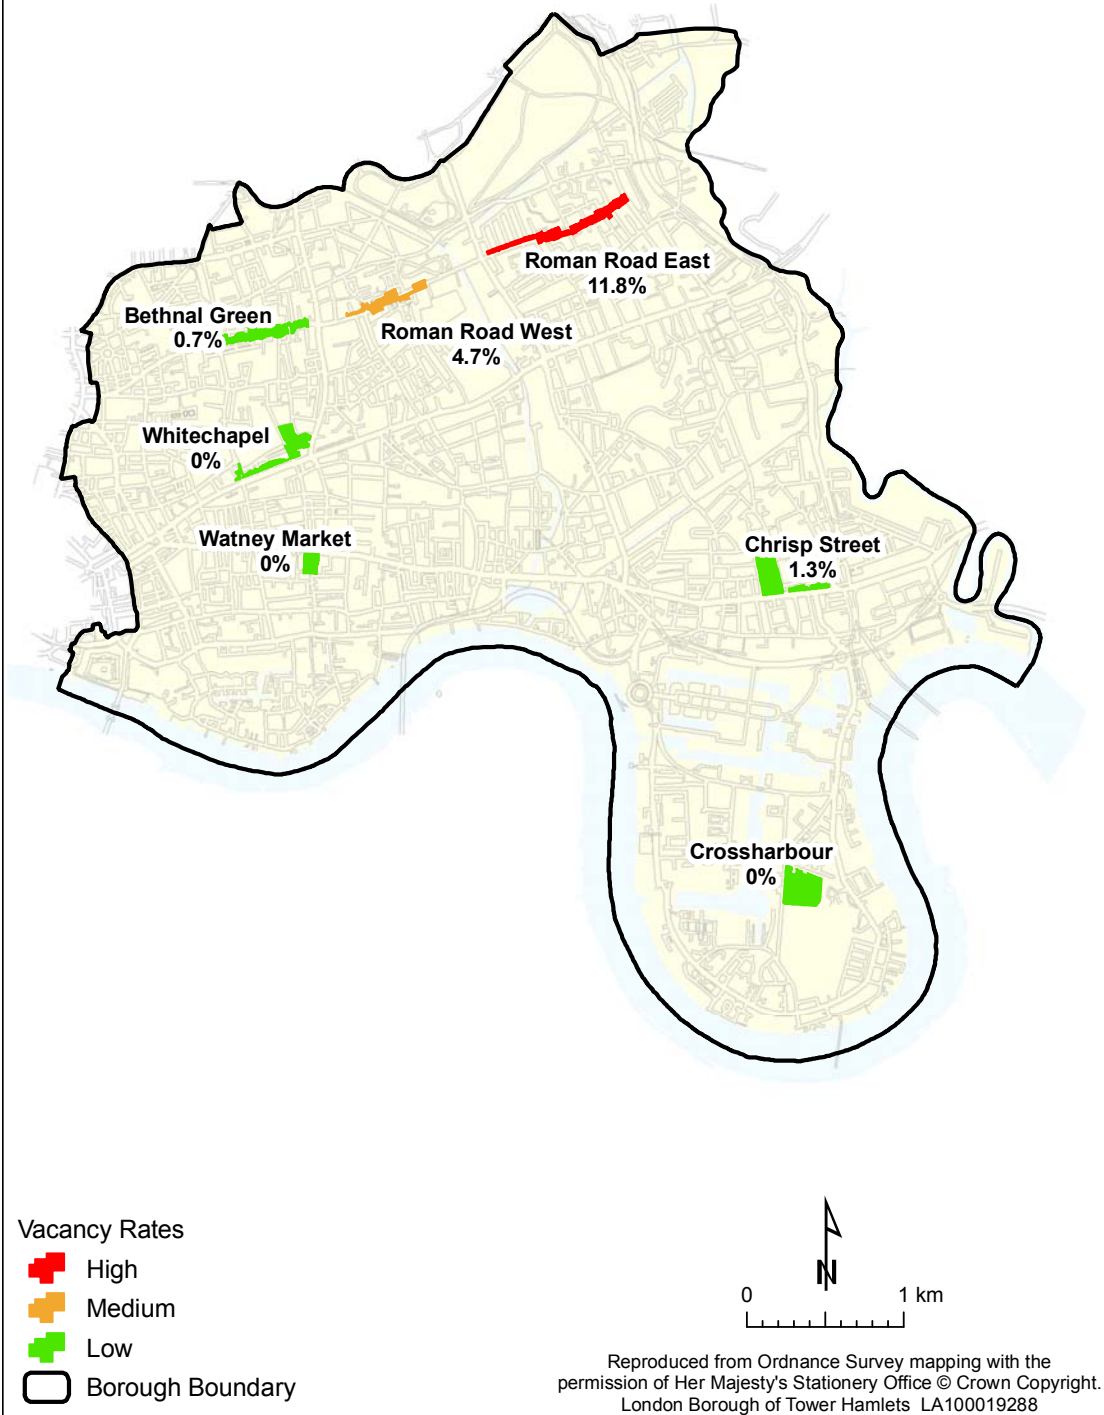 Roman Road East
11.8%
Bethnal Green
0.7%
Roman Road West
4.7%
Whitechapel
0%
Watney Market
0%
Chrisp Street
1.3%
Crossharbour
0%
Vacancy Rates
High
Medium
Low
Borough Boundary
N
0 1 km
Reproduced from Ordnance Survey mapping with the
permission of Her Majesty's Stationery Office © Crown Copyright.
London Borough of Tower Hamlets LA100019288